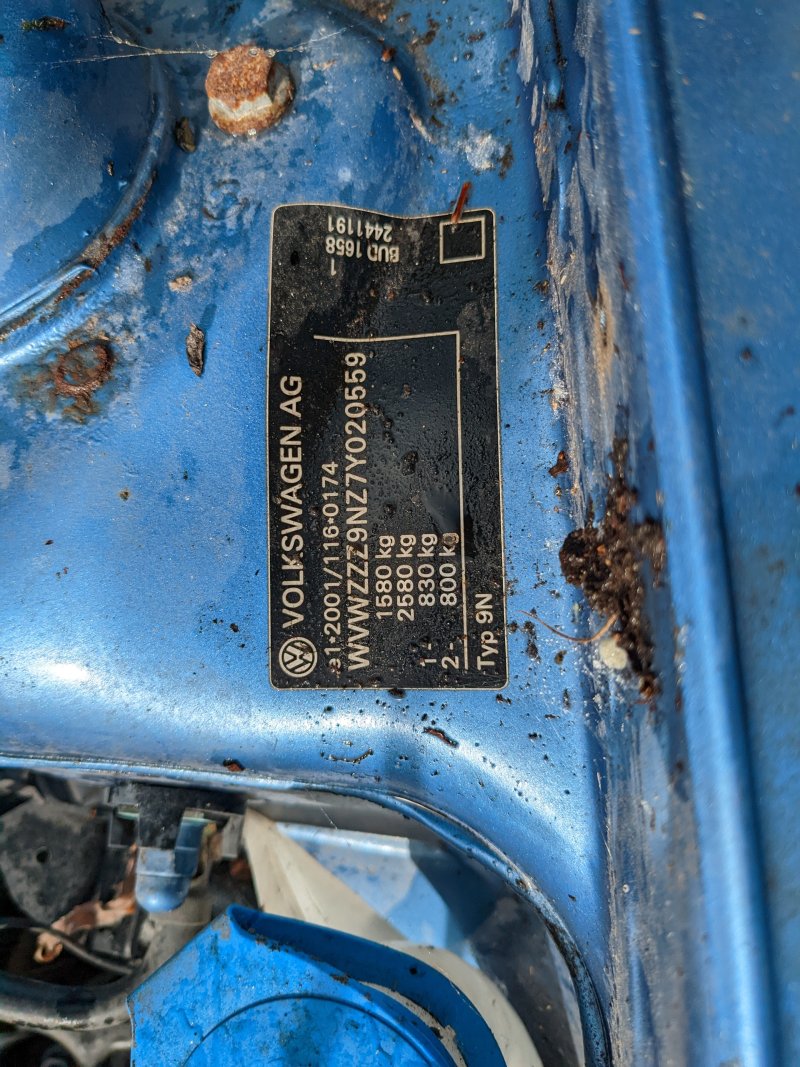 VOLKSWAGEN AG
e1*2001/116*0174
WVWZZZ9NZ7Y020559
1580 kg
2580 kg
1 - 830 kg
2 - 800 kg
Typ 9N
1
BUD 1658
2441191